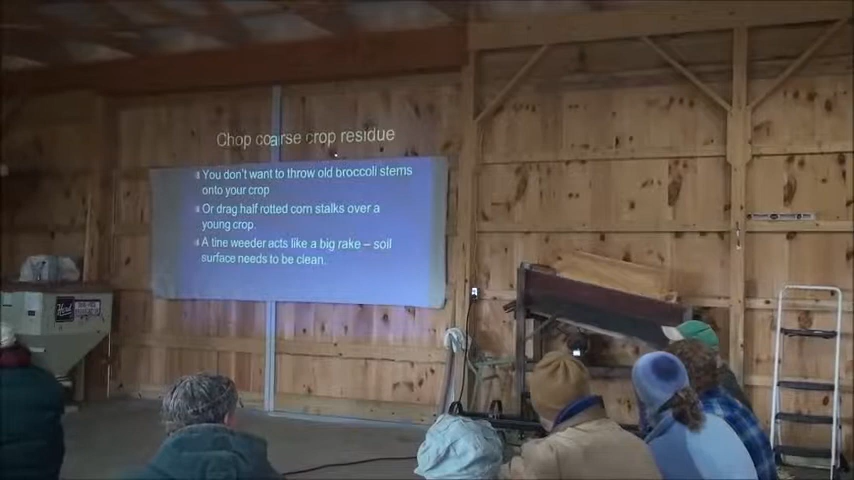 Chop coarse crop residue
You don't want to throw old broccoli stems
onto your crop
Or drag half rotted corn stalks over a
young crop.
A tine weeder acts like a big rake – soil
surface needs to be clean.
Herd